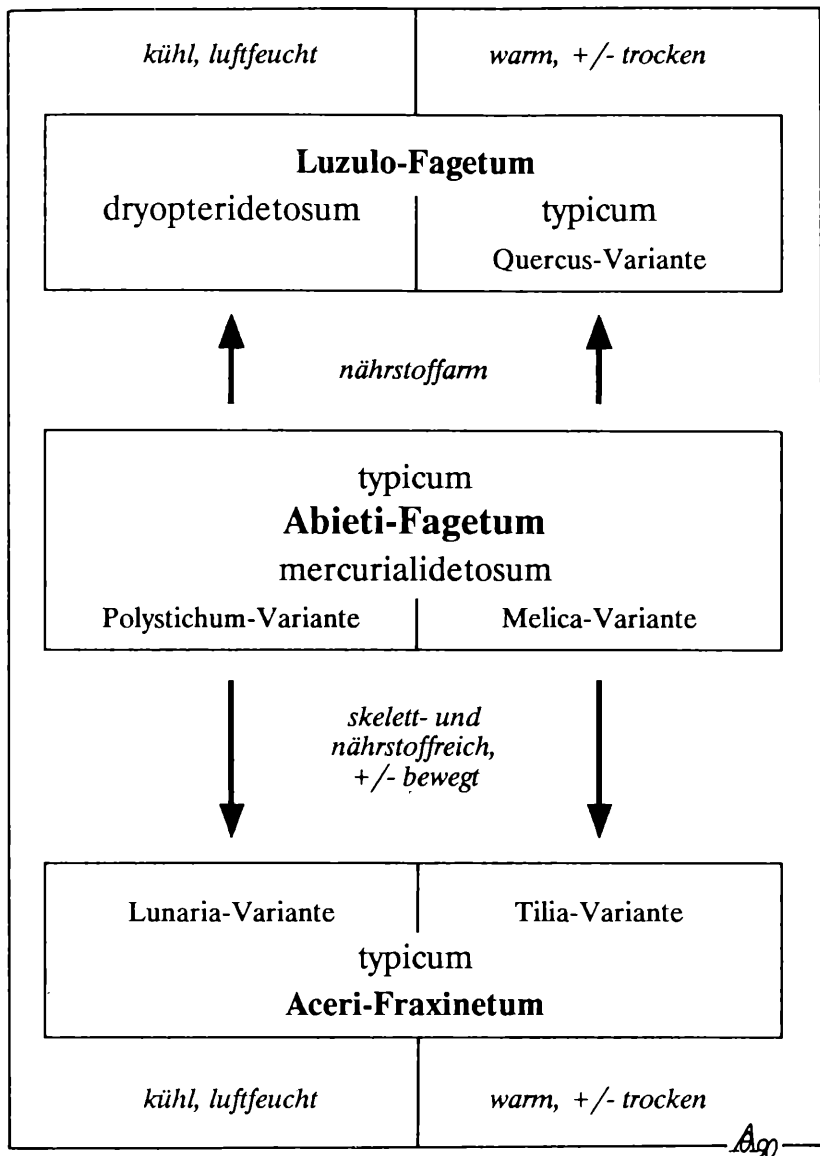 kühl, luftfeucht
warm, +/- trocken
Luzulo-Fagetum
dryopteridetosum
typicum
Quercus-Variante
nährstoffarm
typicum
Abieti-Fagetum
mercurialidetosum
Polystichum-Variante
Melica-Variante
skelett- und
nährstoffreich,
+/- bewegt
Lunaria-Variante
Tilia-Variante
typicum
Aceri-Fraxinetum
kühl, luftfeucht
warm, +/- trocken